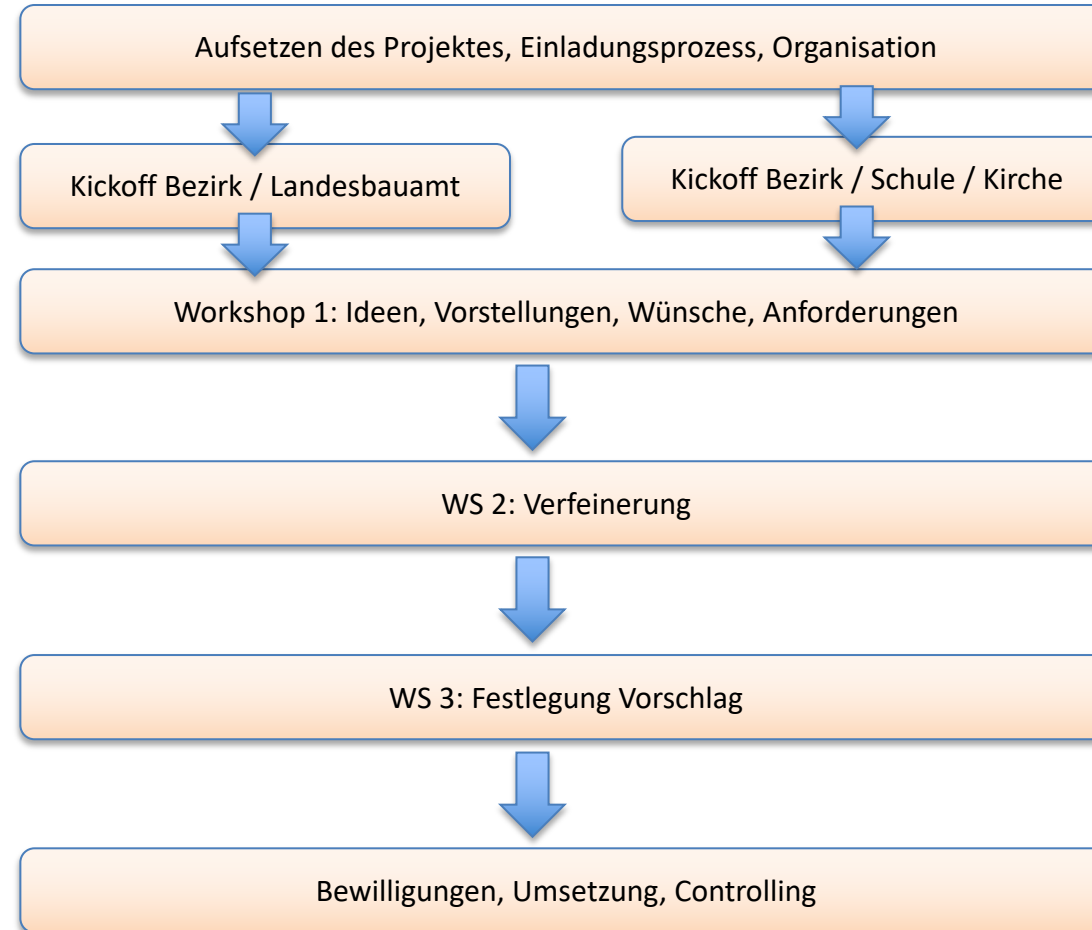 Aufsetzen des Projektes, Einladungsprozess, Organisation
Kickoff Bezirk / Landesbauamt
Kickoff Bezirk / Schule / Kirche
Workshop 1: Ideen, Vorstellungen, Wünsche, Anforderungen
WS 2: Verfeinerung
WS 3: Festlegung Vorschlag
Bewilligungen, Umsetzung, Controlling